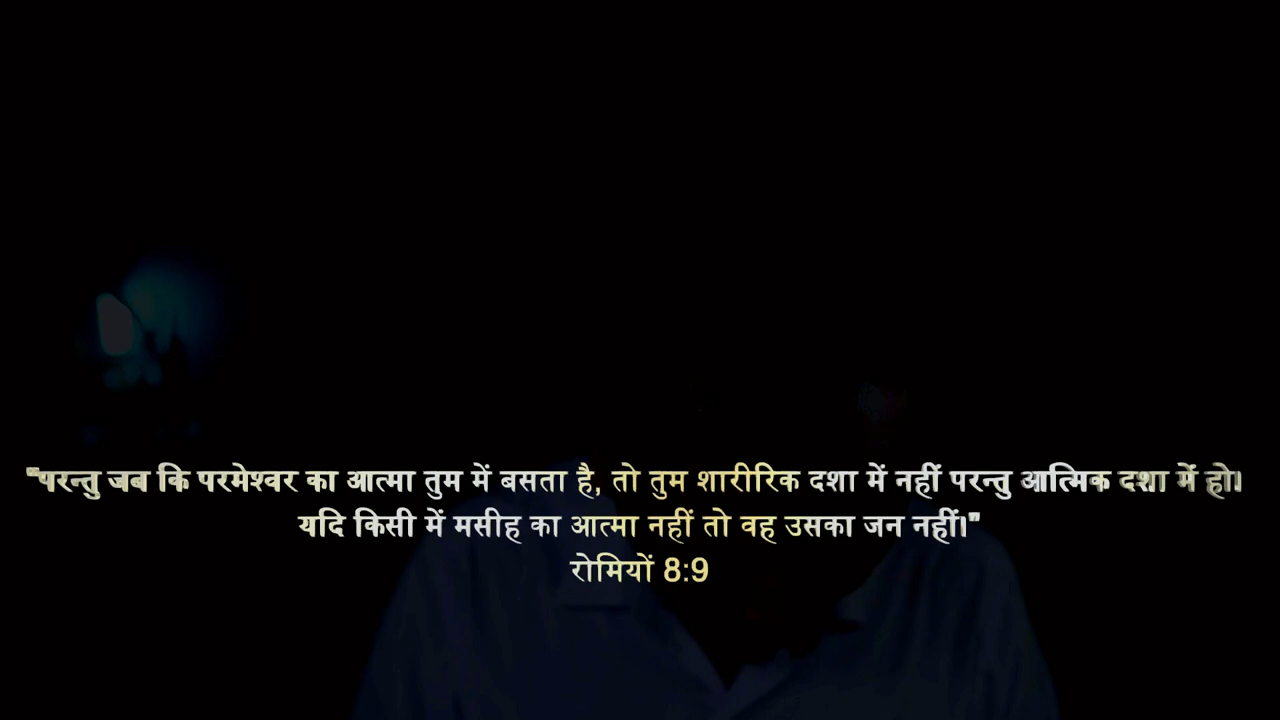 "परन्तु जब कि परमेश्वर का आत्मा तुम में बसता है, तो तुम शारीरिक दशा में नहीं परन्तु आत्मिक दशा में हो।
यदि किसी में मसीह का आत्मा नहीं तो वह उसका जन नहीं।"
रोमियों 8:9